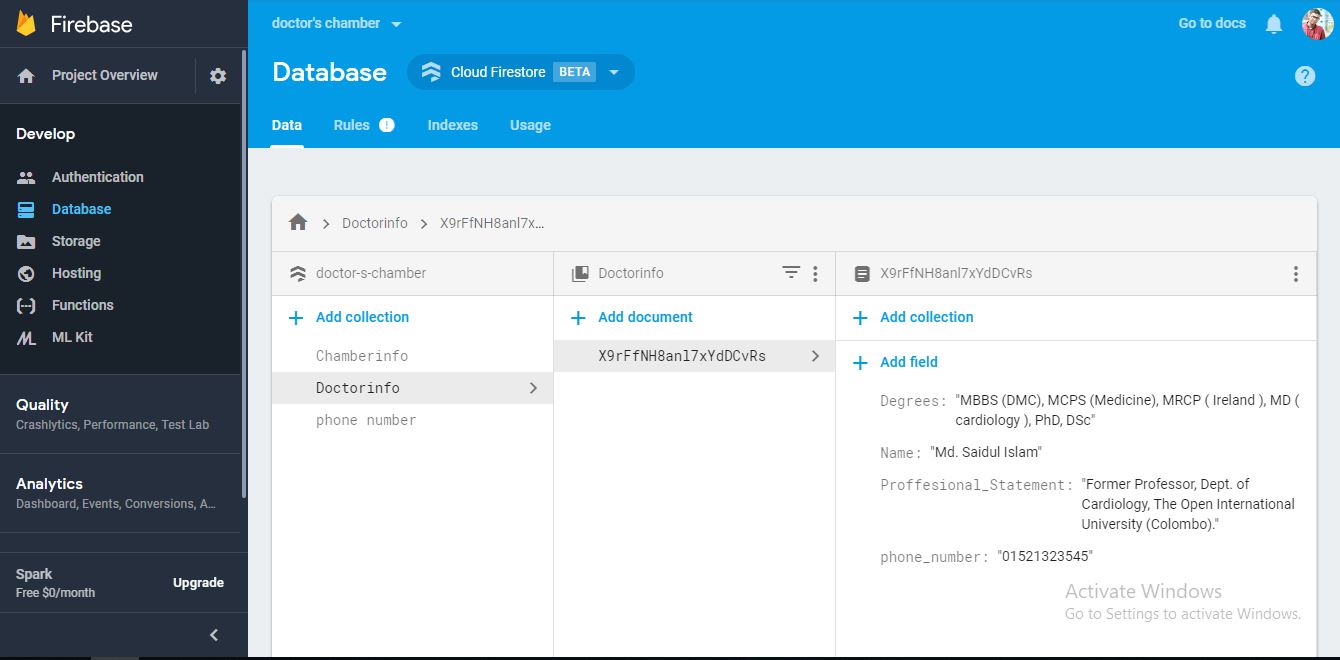 Firebase
doctor's chamber
Go to docs
Project Overview
Database
Cloud Firestore BETA
?
Data Rules ! Indexes Usage
Develop
Authentication
Database
Storage
Hosting
Functions
ML Kit
Quality
Crashlytics, Performance, Test Lab
Analytics
Dashboard, Events, Conversions, A...
Spark
Free $0/month
Upgrade
Doctorinfo > X9rFfNH8anl7x...
doctor-s-chamber
+ Add collection
Chamberinfo
Doctorinfo
phone number
Doctorinfo
+ Add document
X9rFfNH8anl7xYdDCvRs
X9rFfNH8anl7xYdDCvRs
+ Add collection
+ Add field
Degrees: "MBBS (DMC), MCPS (Medicine), MRCP ( Ireland ), MD (
cardiology ), PhD, DSc"
Name: "Md. Saidul Islam"
Proffesional_Statement: "Former Professor, Dept. of
Cardiology, The Open International
University (Colombo)."
phone_number: "01521323545"
Activate Windows
Go to Settings to activate Windows.